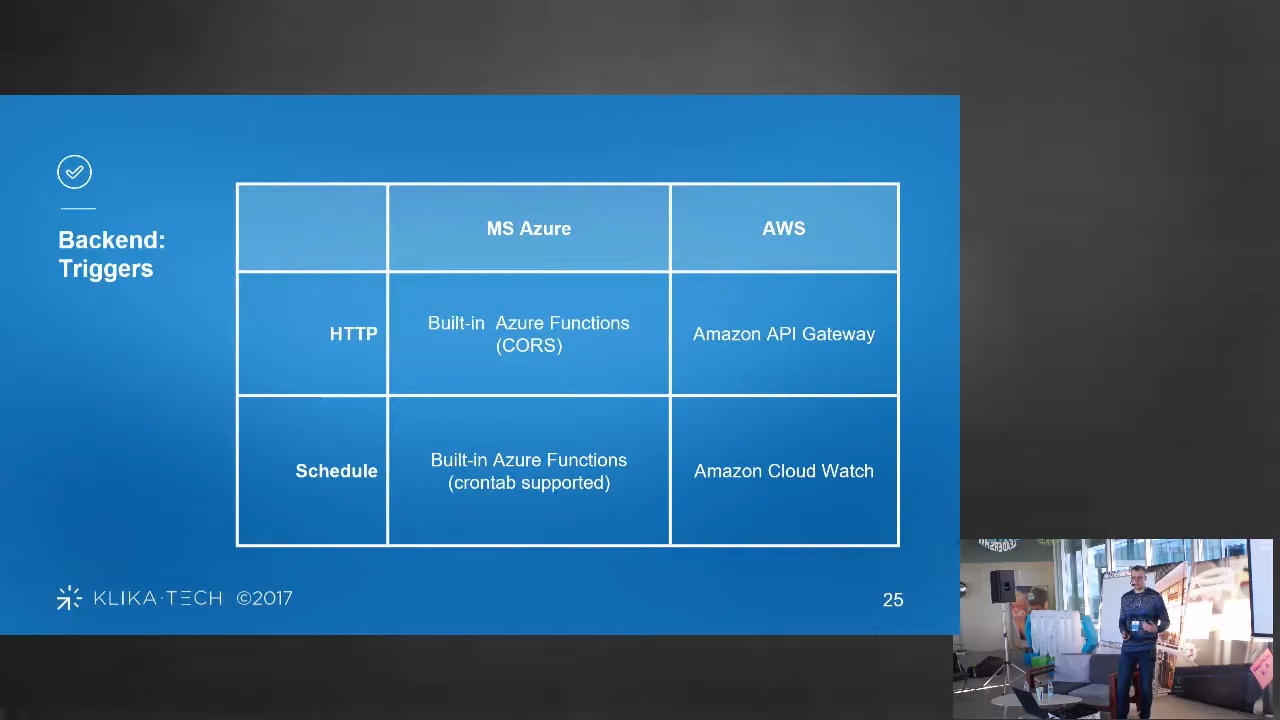 Backend:
Triggers
MS Azure
AWS
HTTP
Built-in  Azure Functions
(CORS)
Amazon API Gateway
Schedule
Built-in Azure Functions
(crontab supported)
Amazon Cloud Watch
KLIKA·TECH ©2017
25
LEADERSHIP